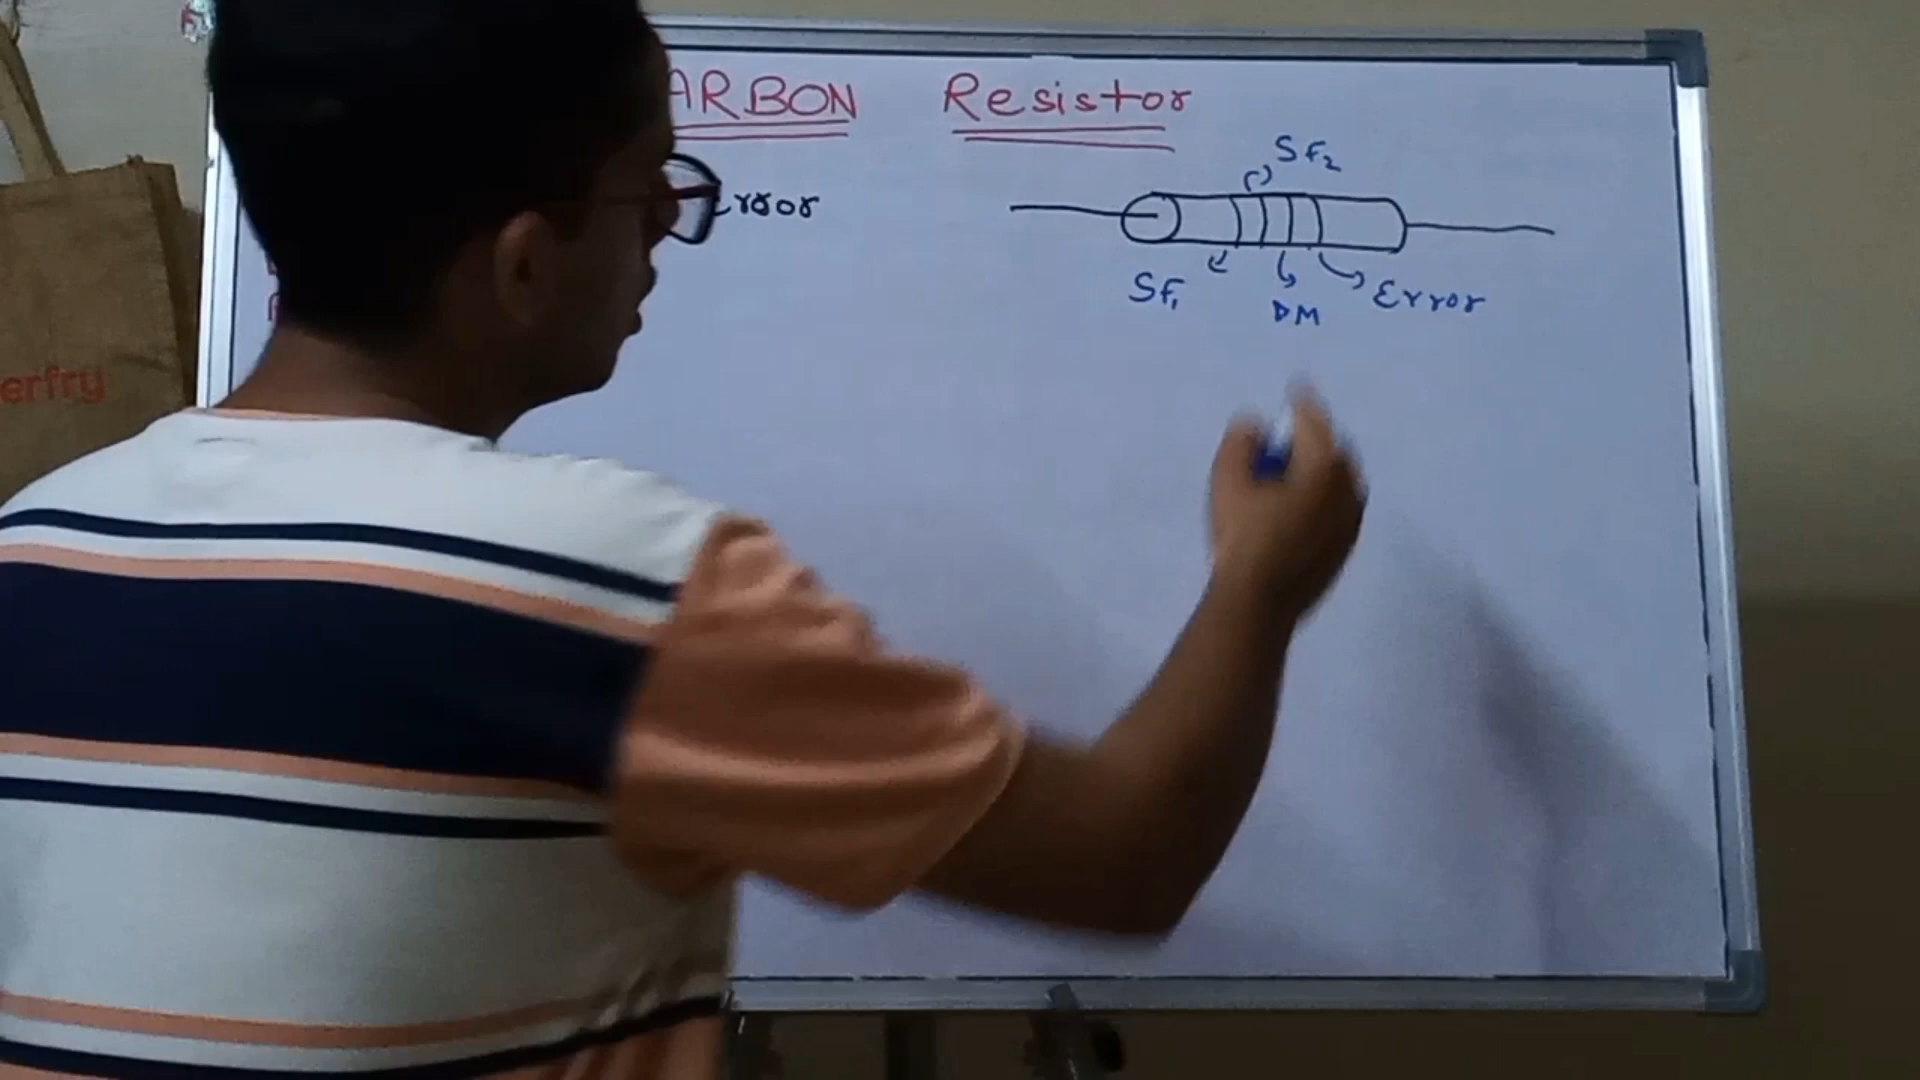 ARBON Resistor
SF₂
rror
SF₁
DM
Error
erfry